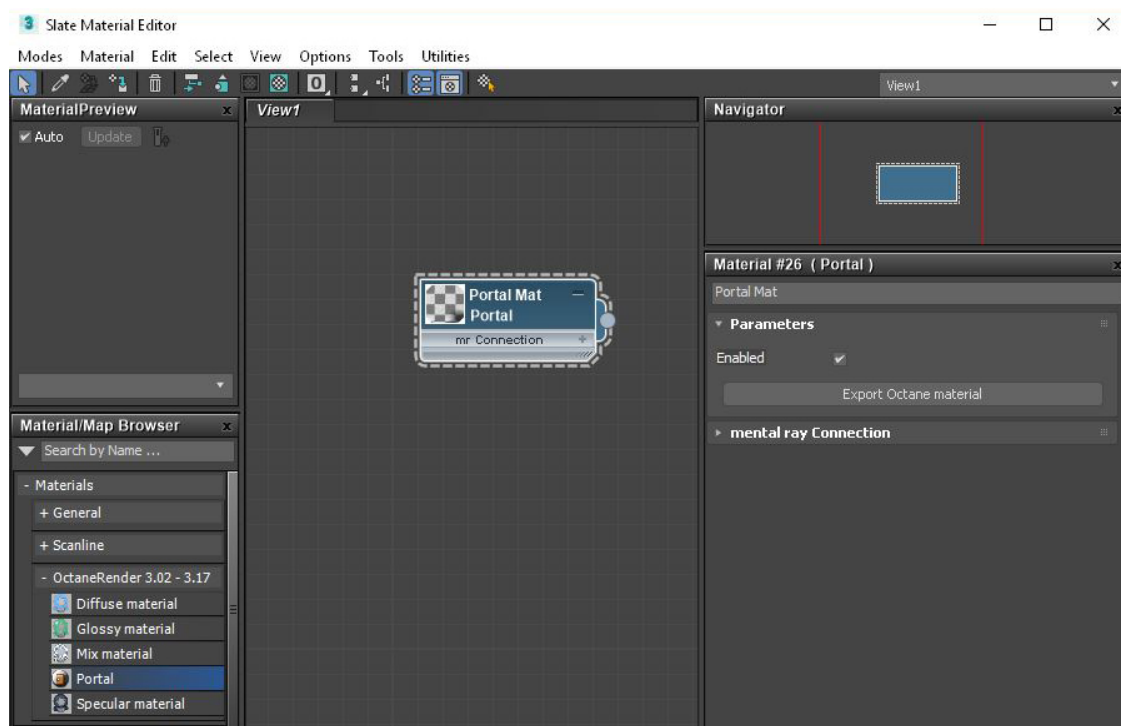 3 Slate Material Editor
Modes Material Edit Select View Options Tools Utilities
0
View1
MaterialPreview x
Auto Update
View1
Navigator x
Portal Mat
Portal
mr Connection
Material #26 ( Portal ) x
Portal Mat
Parameters
Enabled
Export Octane material
mental ray Connection
Material/Map Browser x
Search by Name ...
- Materials
+ General
+ Scanline
- OctaneRender 3.02 - 3.17
Diffuse material
Glossy material
Mix material
Portal
Specular material